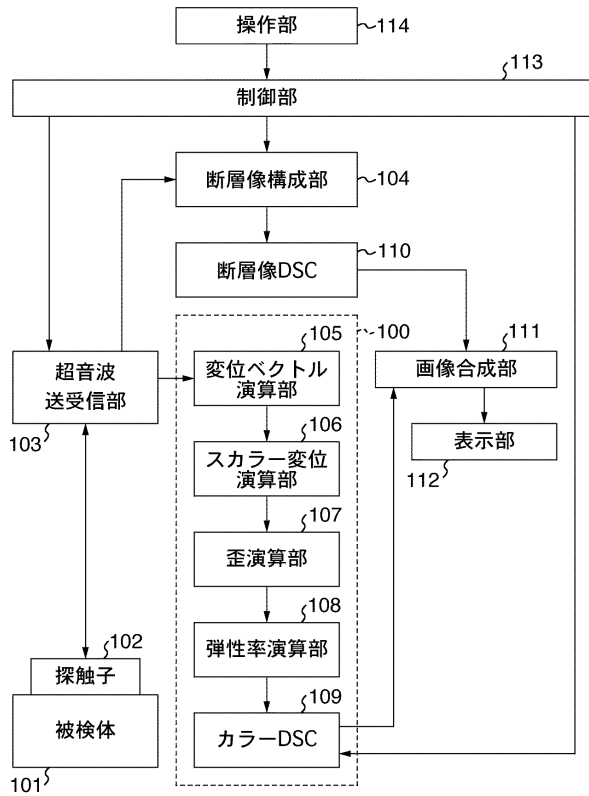 操作部
114
113
制御部
断層像構成部
104
110
断層像DSC
100
105
111
超音波
送受信部
103
変位ベクトル
演算部
画像合成部
106
スカラー変位
演算部
表示部
112
107
歪演算部
108
弾性率演算部
102
探触子
109
被検体
カラーDSC
101